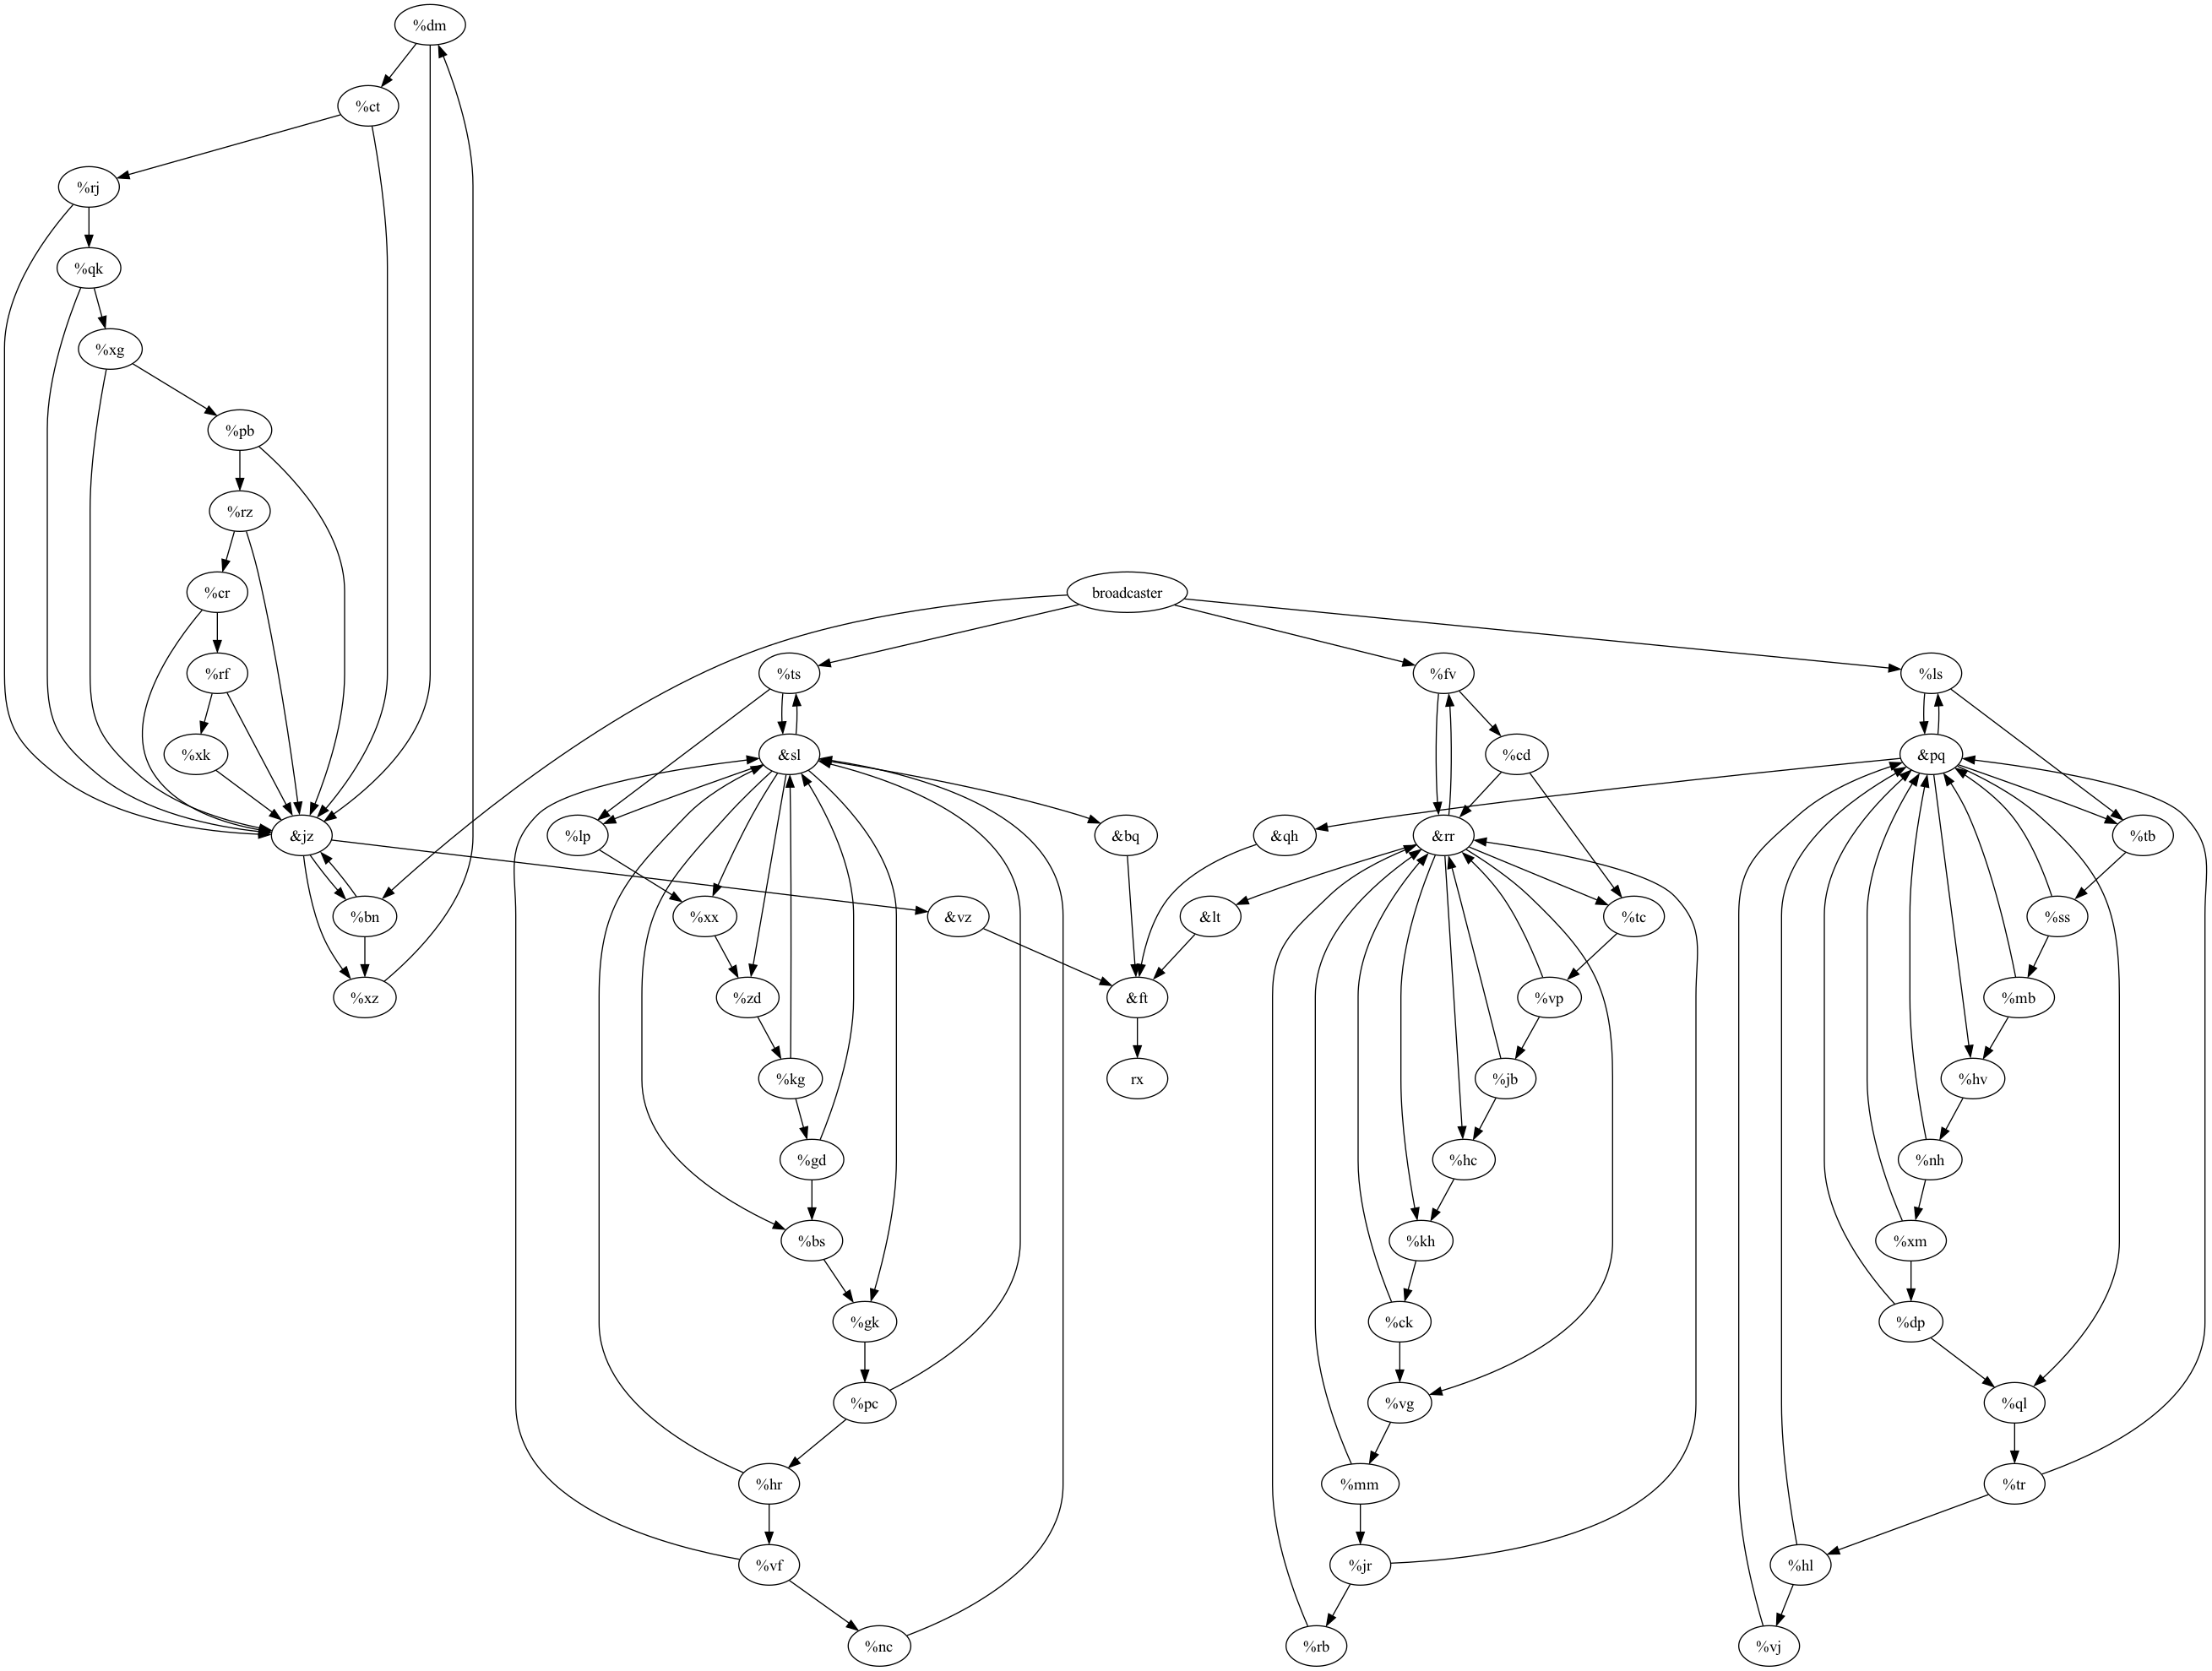 %dm
%ct
%rj
%qk
%xg
%pb
%rz
%cr
broadcaster
%rf
%ts
%fv
%ls
%xk
&sl
%cd
&pq
&jz
%lp
&bq
&qh
&rr
%tb
%bn
%xx
&vz
&lt
%tc
%ss
%xz
%zd
&ft
%vp
%mb
%kg
rx
%jb
%hv
%gd
%hc
%nh
%bs
%kh
%xm
%gk
%ck
%dp
%pc
%vg
%ql
%hr
%mm
%tr
%vf
%jr
%hl
%nc
%rb
%vj